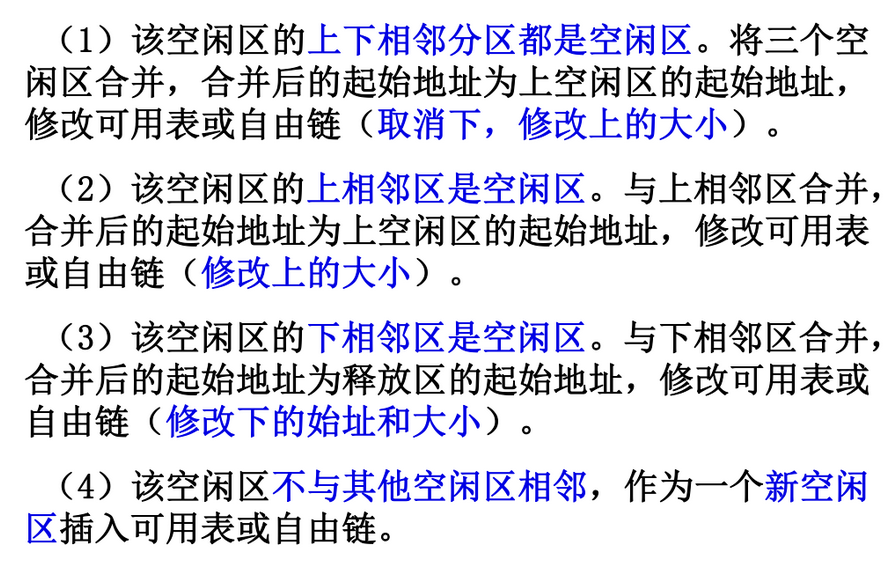 （1）该空闲区的上下相邻分区都是空闲区。将三个空
闲区合并，合并后的起始地址为上空闲区的起始地址，
修改可用表或自由链（取消下，修改上的大小）。
（2）该空闲区的上相邻区是空闲区。与上相邻区合并，
合并后的起始地址为上空闲区的起始地址，修改可用表
或自由链（修改上的大小）。
（3）该空闲区的下相邻区是空闲区。与下相邻区合并，
合并后的起始地址为释放区的起始地址，修改可用表或
自由链（修改下的始址和大小）。
（4）该空闲区不与其他空闲区相邻，作为一个新空闲
区插入可用表或自由链。